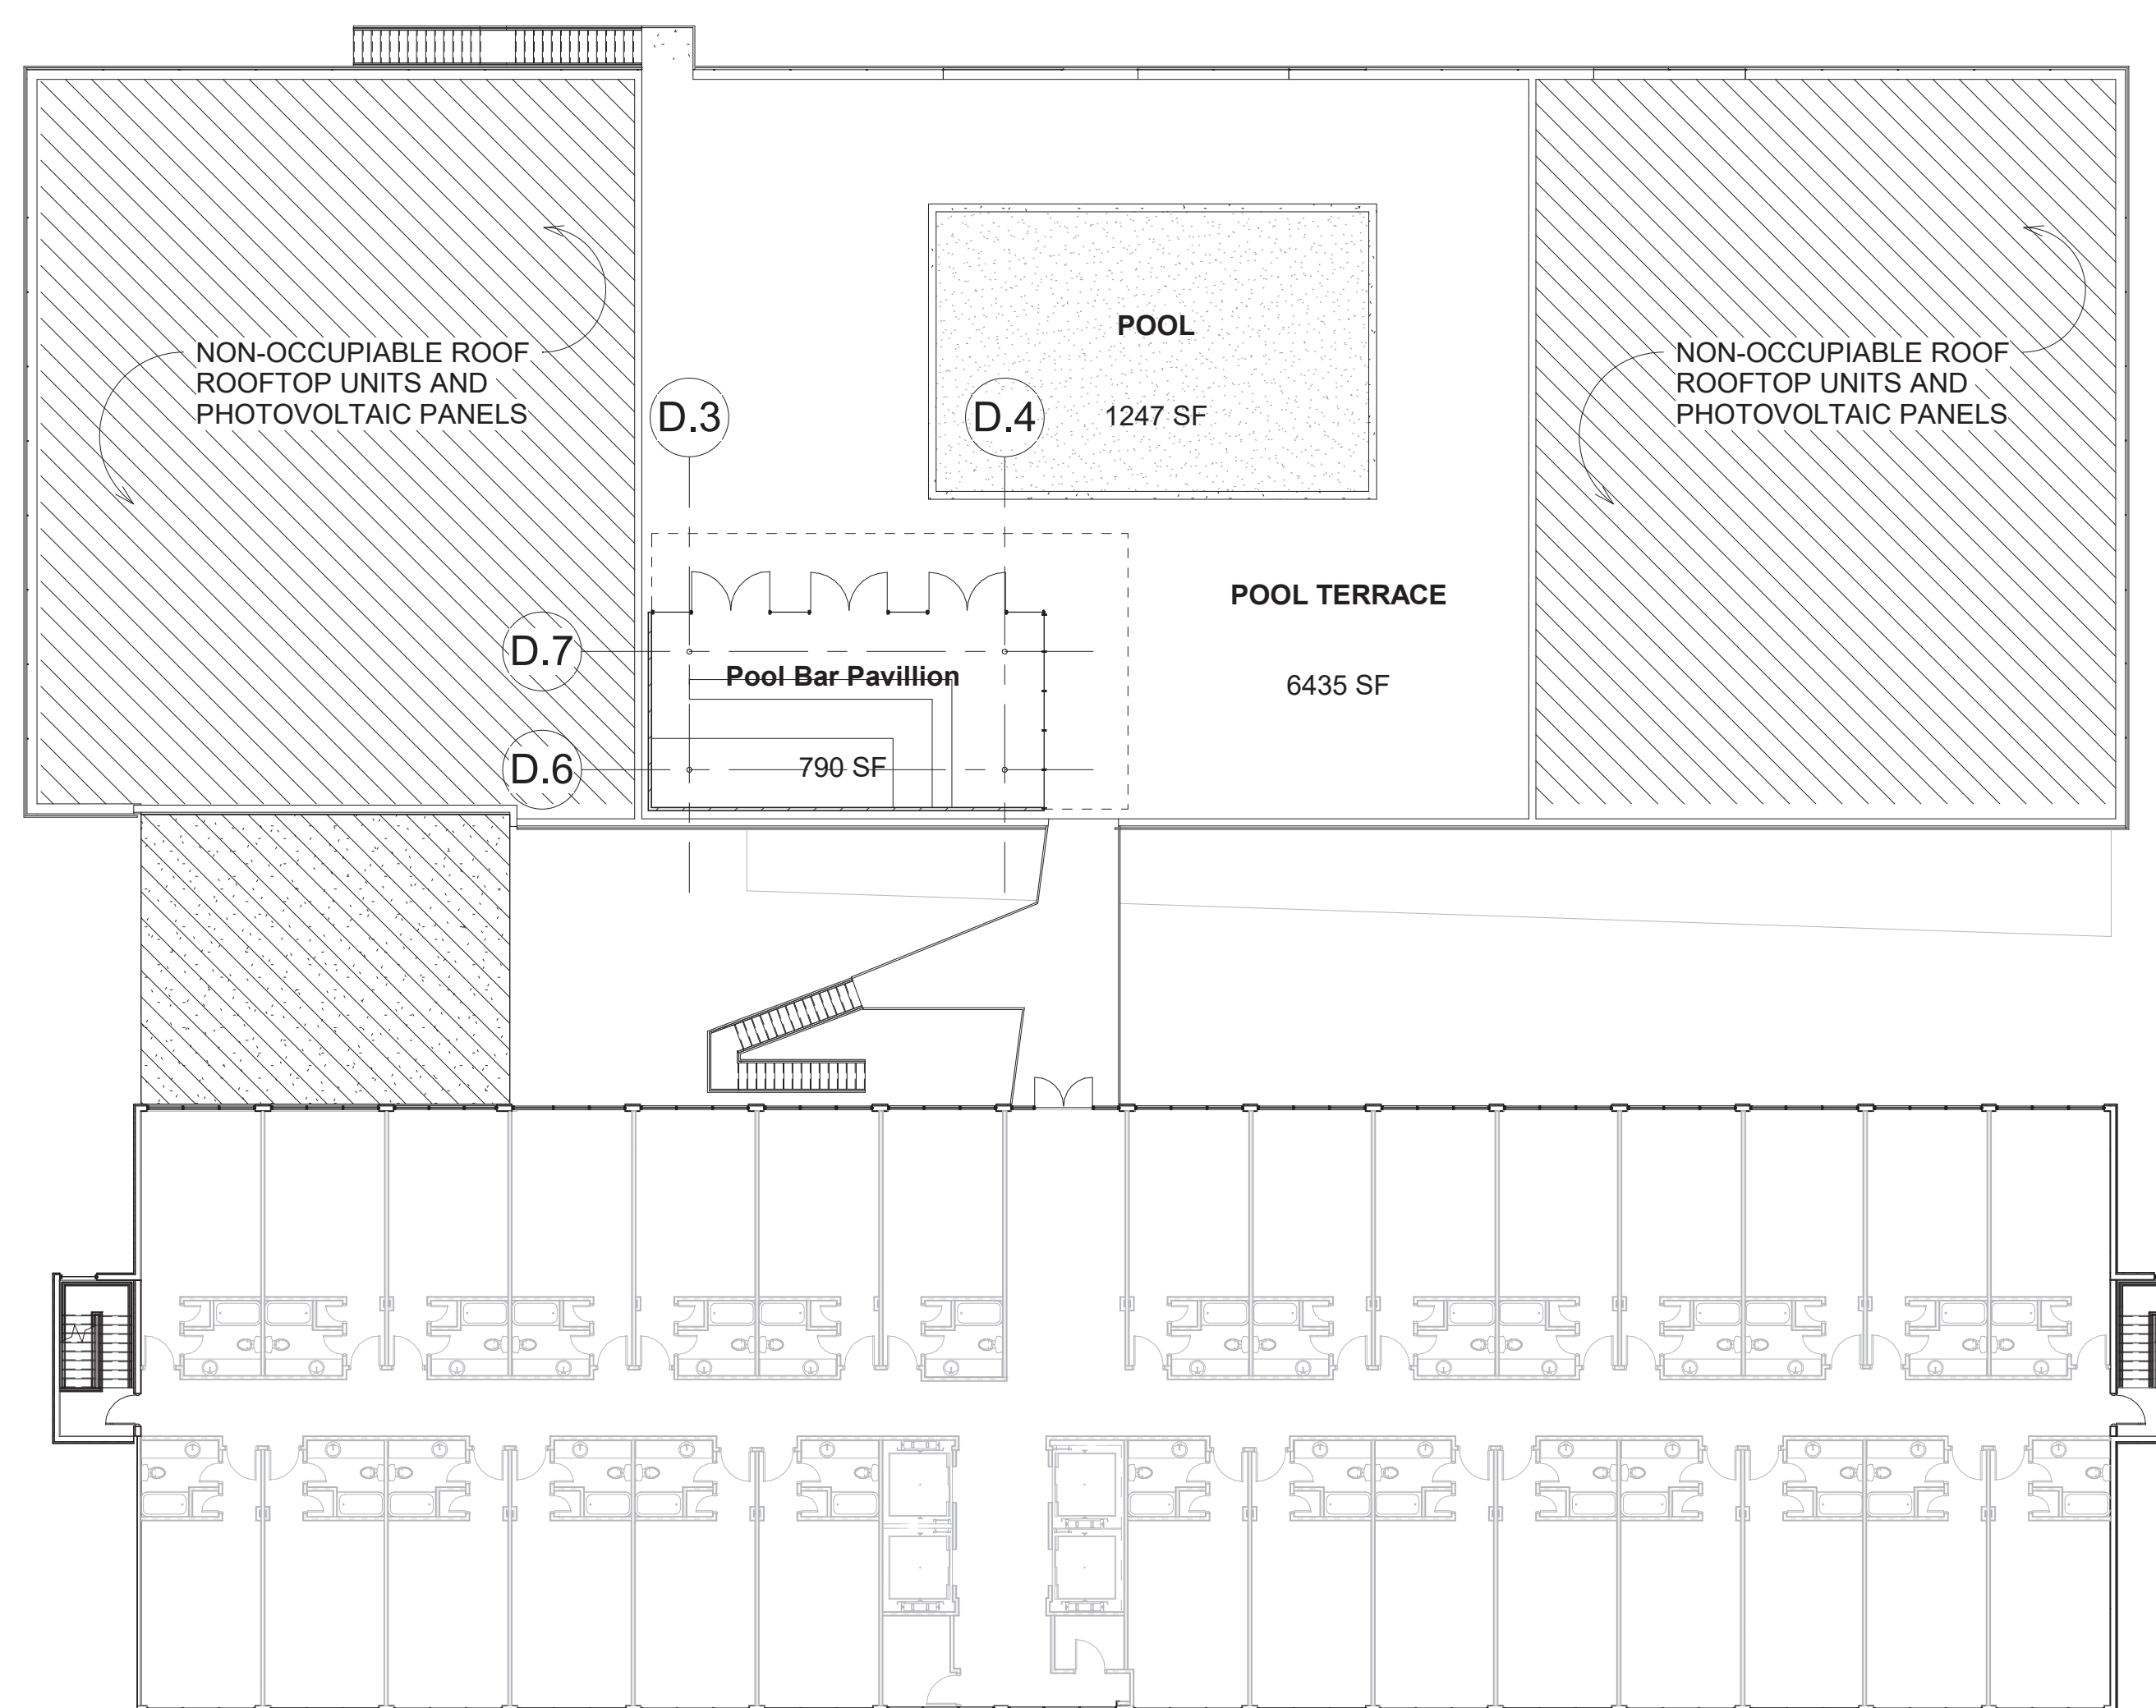 POOL
NON-OCCUPIABLE ROOF
ROOFTOP UNITS AND
PHOTOVOLTAIC PANELS
D.3
D.4
1247 SF
NON-OCCUPIABLE ROOF
ROOFTOP UNITS AND
PHOTOVOLTAIC PANELS
POOL TERRACE
D.7
Pool Bar Pavillion
6435 SF
D.6
790 SF